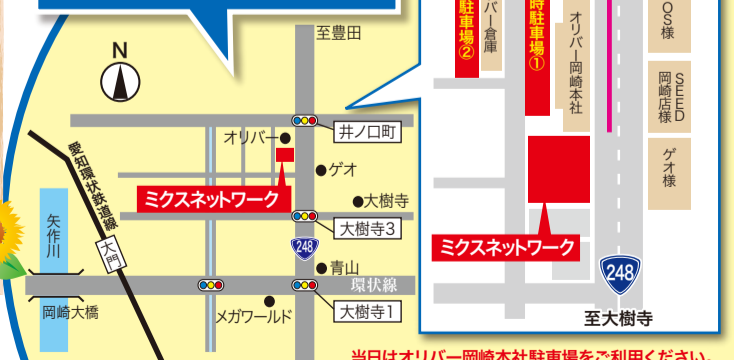 至豊田
N
井ノ口町
オリバー
ゲオ
ミクスネットワーク
大樹寺
大樹寺3
愛知環状鉄道線
大門
矢作川
248
青山
環状線
岡崎大橋
メガワールド
大樹寺1
駐車場②
バー倉庫
時駐車場①
オリバー岡崎本社
OS様
SEED
岡崎店様
ゲオ様
ミクスネットワーク
248
至大樹寺
当日はオリバー岡崎本社駐車場をご利用ください。